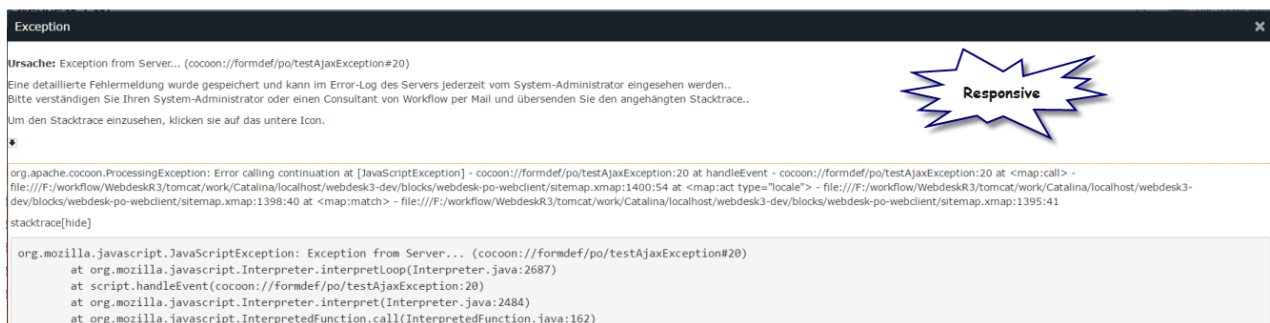 Exception
Ursache: Exception from Server... (cocoon://formdef/po/testAjaxException#20)
Eine detaillierte Fehlermeldung wurde gespeichert und kann im Error-Log des Servers jederzeit vom System-Administrator eingesehen werden..
Bitte verständigen Sie Ihren System-Administrator oder einen Consultant von Workflow per Mail und übersenden Sie den angehängten Stacktrace..
Um den Stacktrace einzusehen, klicken sie auf das untere Icon.
Responsive
org.apache.cocoon.ProcessingException: Error calling continuation at [JavaScriptException] - cocoon://formdef/po/testAjaxException:20 at handleEvent - cocoon://formdef/po/testAjaxException:20 at <map:call> -
file:///F:/workflow/WebdeskR3/tomcat/work/Catalina/localhost/webdesk3-dev/blocks/webdesk-po-webclient/sitemap.xmap:1400:54 at <map:act type="locale"> - file:///F:/workflow/WebdeskR3/tomcat/work/Catalina/localhost/webdesk3-
dev/blocks/webdesk-po-webclient/sitemap.xmap:1398:40 at <map:match> - file:///F:/workflow/WebdeskR3/tomcat/work/Catalina/localhost/webdesk3-dev/blocks/webdesk-po-webclient/sitemap.xmap:1395:41
stacktrace[hide]
org.mozilla.javascript.JavaScriptException: Exception from Server... (cocoon://formdef/po/testAjaxException#20)
at org.mozilla.javascript.Interpreter.interpretLoop(Interpreter.java:2687)
at script.handleEvent(cocoon://formdef/po/testAjaxException:20)
at org.mozilla.javascript.Interpreter.interpret(Interpreter.java:2484)
at org.mozilla.javascript.InterpretedFunction.call(InterpretedFunction.java:162)